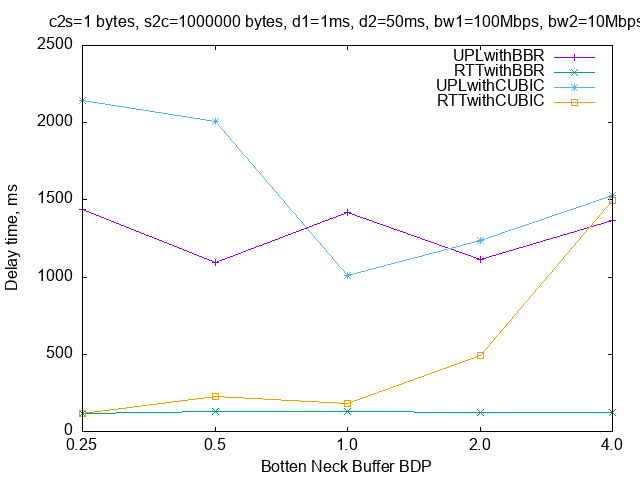 c2s=1 bytes, s2c=1000000 bytes, d1=1ms, d2=50ms, bw1=100Mbps, bw2=10Mbps
2500
UPLwithBBR
RTTwithBBR
UPLwithCUBIC
RTTwithCUBIC
2000
1500
1000
500
0
Delay time, ms
0.25 0.5 1.0 2.0 4.0
Botten Neck Buffer BDP